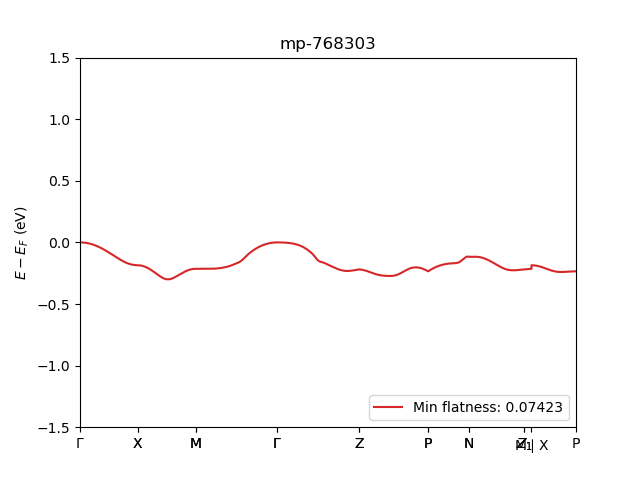 mp-768303
E − E_F (eV)
1.5
1.0
0.5
0.0
−0.5
−1.0
−1.5
Min flatness: 0.07423
Γ X M Γ Z P N Z₁ M | X P